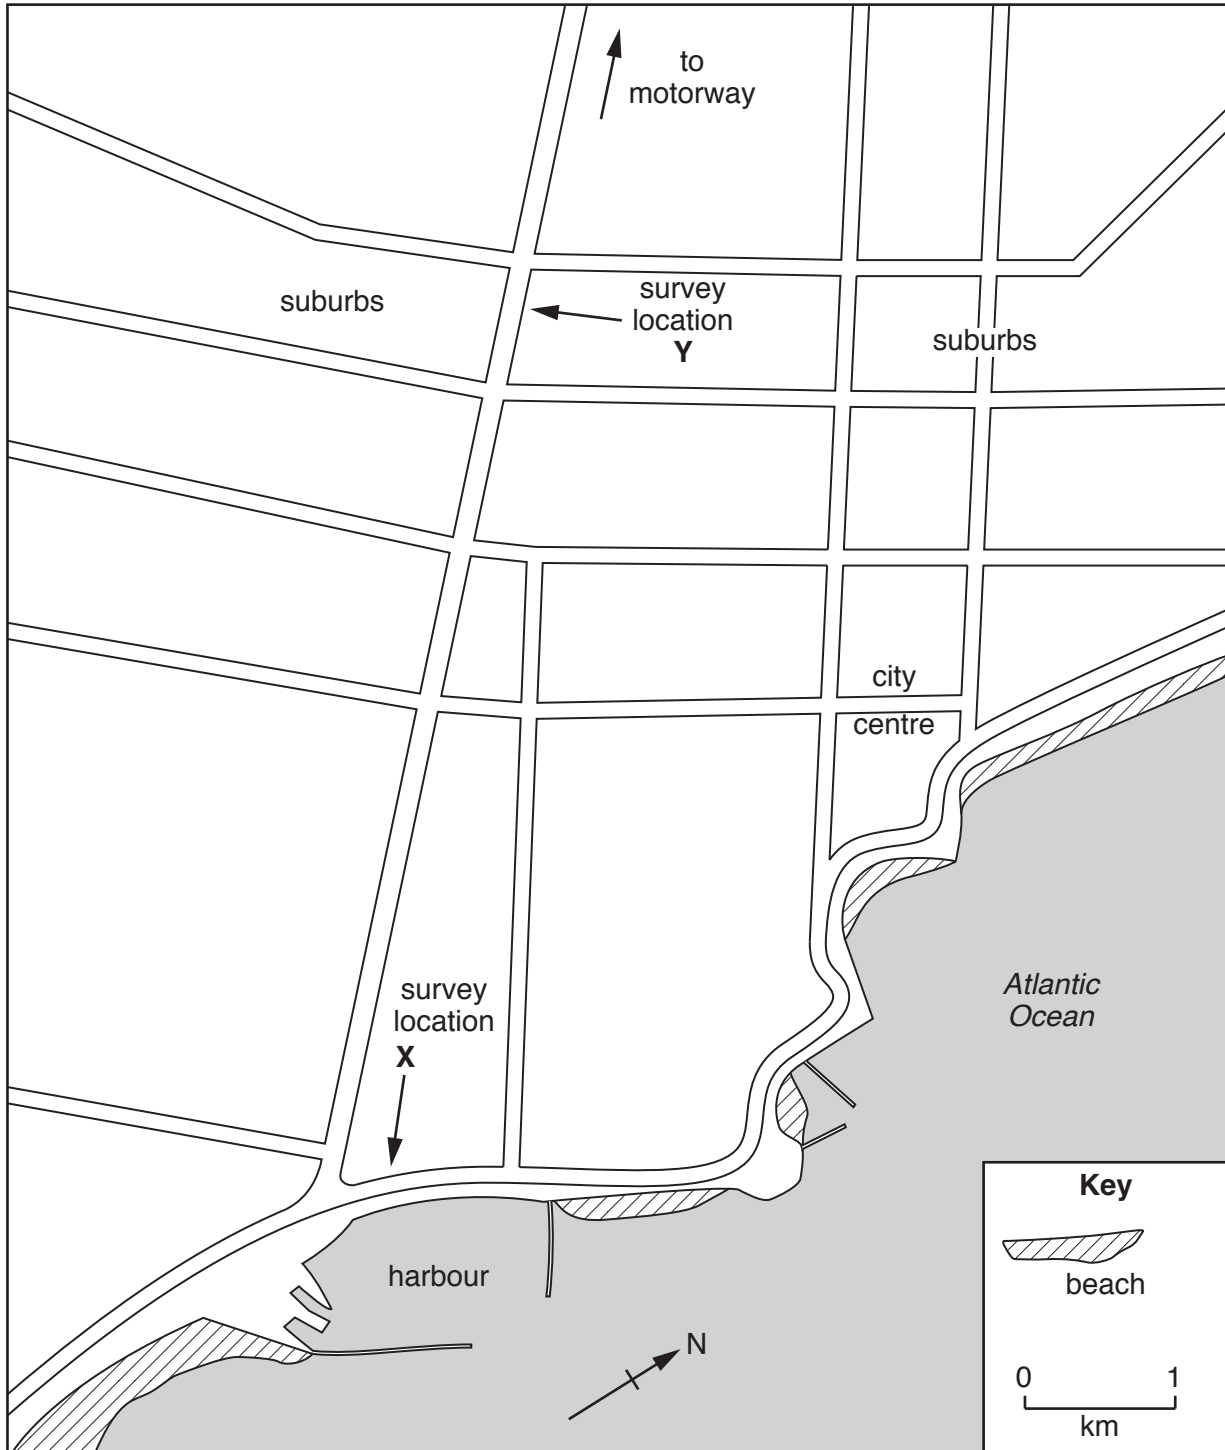 to
motorway
suburbs
survey
location
Y
suburbs
city
centre
survey
location
X
Atlantic
Ocean
harbour
N
Key
beach
0 1
km